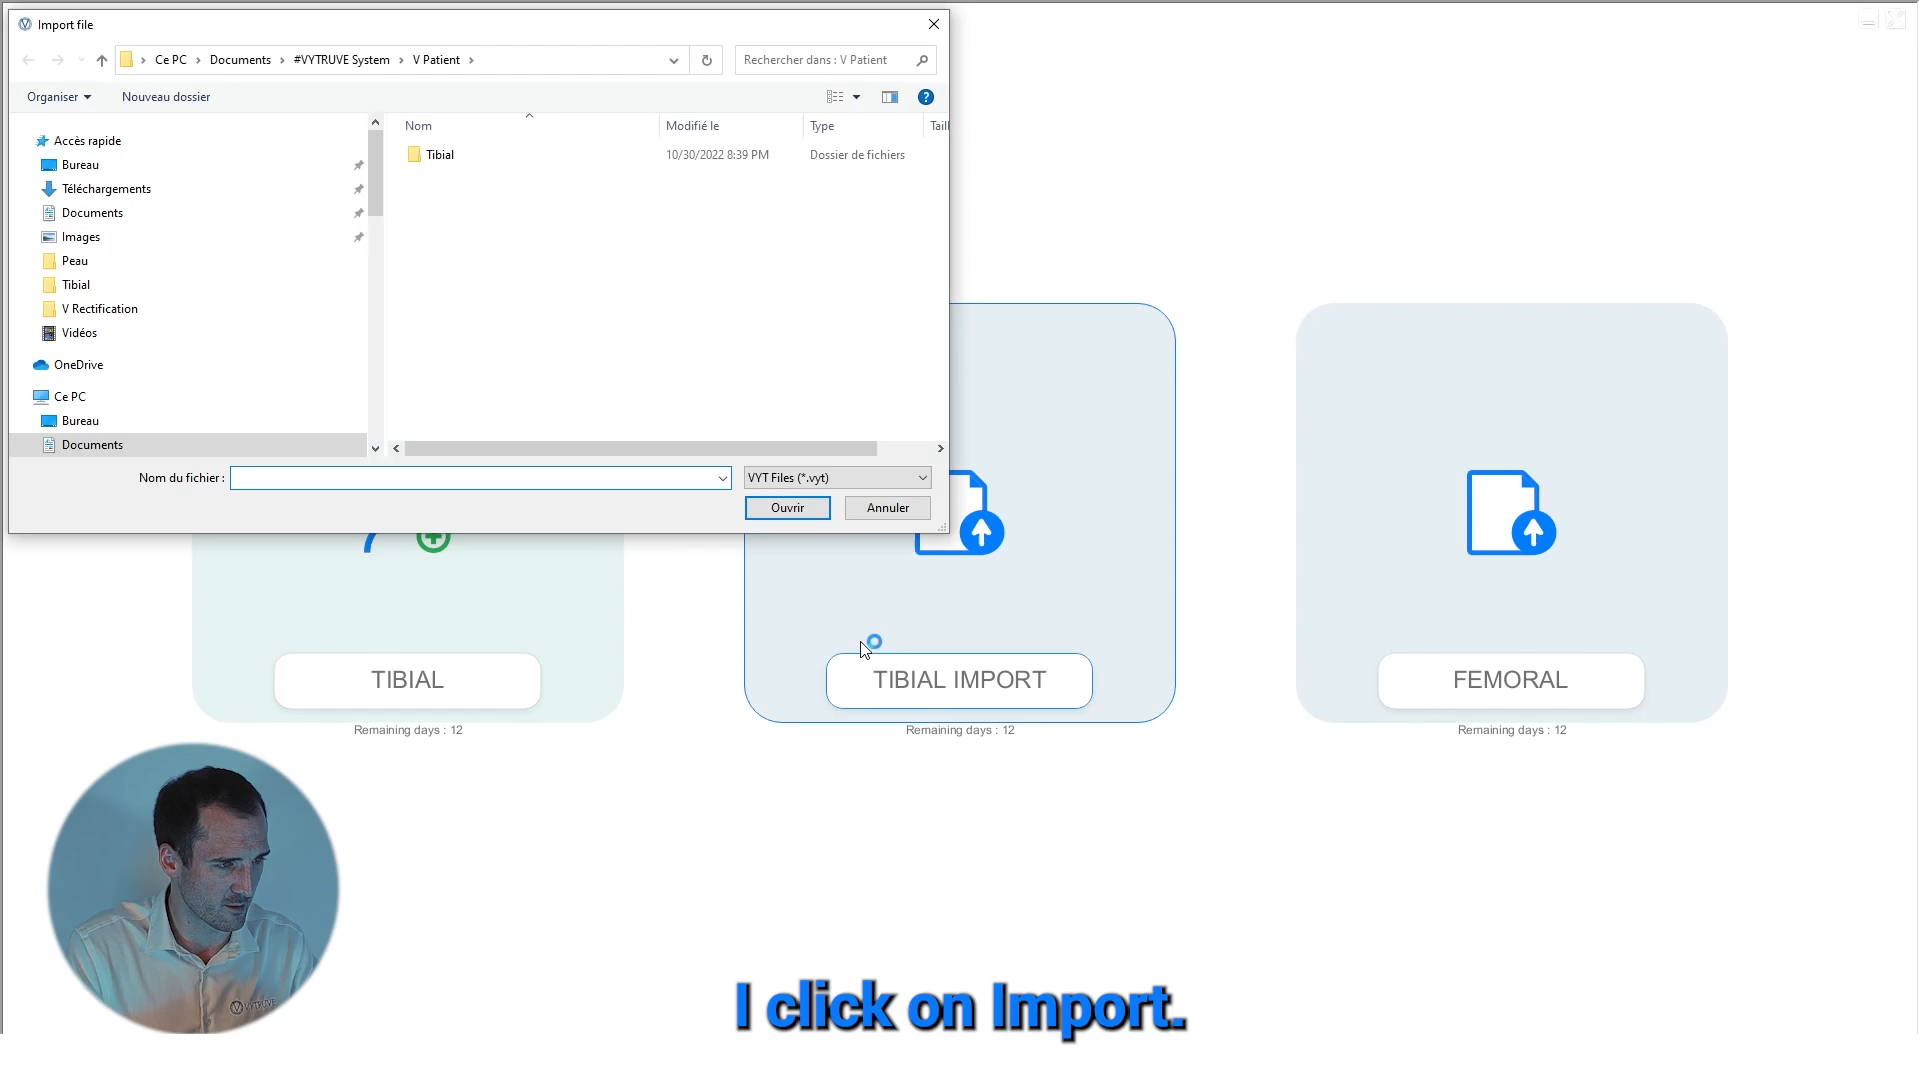 Import file
Ce PC > Documents > #VYTRUVE System > V Patient >
Rechercher dans : V Patient
Organiser
Nouveau dossier
?
Nom
Modifié le
Type
Taill
Tibial
10/30/2022 8:39 PM
Dossier de fichiers
Accès rapide
Bureau
Téléchargements
Documents
Images
Peau
Tibial
V Rectification
Vidéos
OneDrive
Ce PC
Bureau
Documents
Nom du fichier :
VYT Files (*.vyt)
Ouvrir
Annuler
TIBIAL
Remaining days : 12
TIBIAL IMPORT
Remaining days : 12
FEMORAL
Remaining days : 12
VYTRUVE
I click on Import.